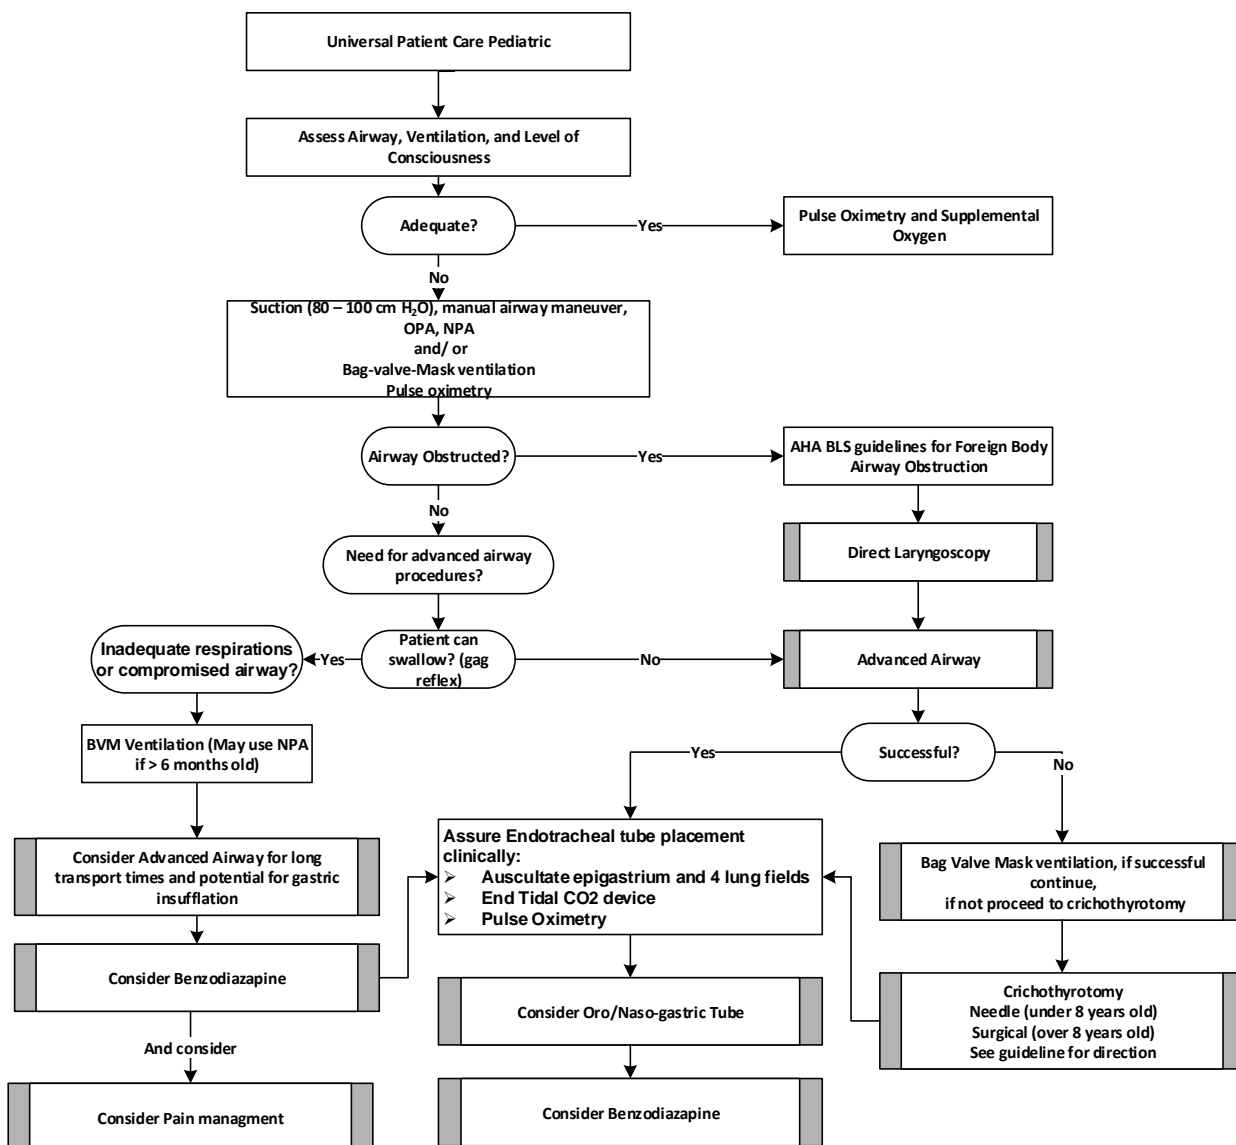 Universal Patient Care Pediatric
Assess Airway, Ventilation, and Level of
Consciousness
Adequate?
Yes
Pulse Oximetry and Supplemental
Oxygen
No
Suction (80 – 100 cm H₂O), manual airway maneuver,
OPA, NPA
and/ or
Bag-valve-Mask ventilation
Pulse oximetry
Airway Obstructed?
Yes
AHA BLS guidelines for Foreign Body
Airway Obstruction
No
Direct Laryngoscopy
Need for advanced airway
procedures?
Inadequate respirations
or compromised airway?
Yes
Patient can
swallow? (gag
reflex)
No
Advanced Airway
BVM Ventilation (May use NPA
if > 6 months old)
Yes
Successful?
No
Consider Advanced Airway for long
transport times and potential for gastric
insufflation
Assure Endotracheal tube placement
clinically:
➢ Auscultate epigastrium and 4 lung fields
➢ End Tidal CO2 device
➢ Pulse Oximetry
Bag Valve Mask ventilation, if successful
continue,
if not proceed to crichothyrotomy
Consider Benzodiazapine
Consider Oro/Naso-gastric Tube
Crichothyrotomy
Needle (under 8 years old)
Surgical (over 8 years old)
See guideline for direction
And consider
Consider Pain managment
Consider Benzodiazapine